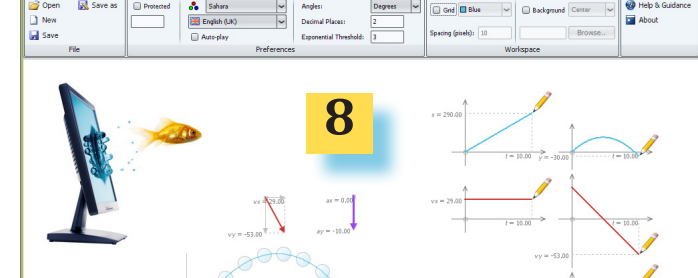 Open
Save as
New
Save
File
Protected
Sahara
English (UK)
Auto-play
Angles:
Degrees
Decimal Places:
2
Exponential Threshold:
3
Preferences
Grid
Blue
Background
Center
Spacing (pixels):
10
Browse...
Workspace
Help & Guidance
About
8
x = 290.00
t = 10.00
y = -30.00
t = 10.00
vx = 29.00
vy = -53.00
ax = 0.00
ay = -10.00
vx = 29.00
t = 10.00
t = 10.00
vy = -53.00